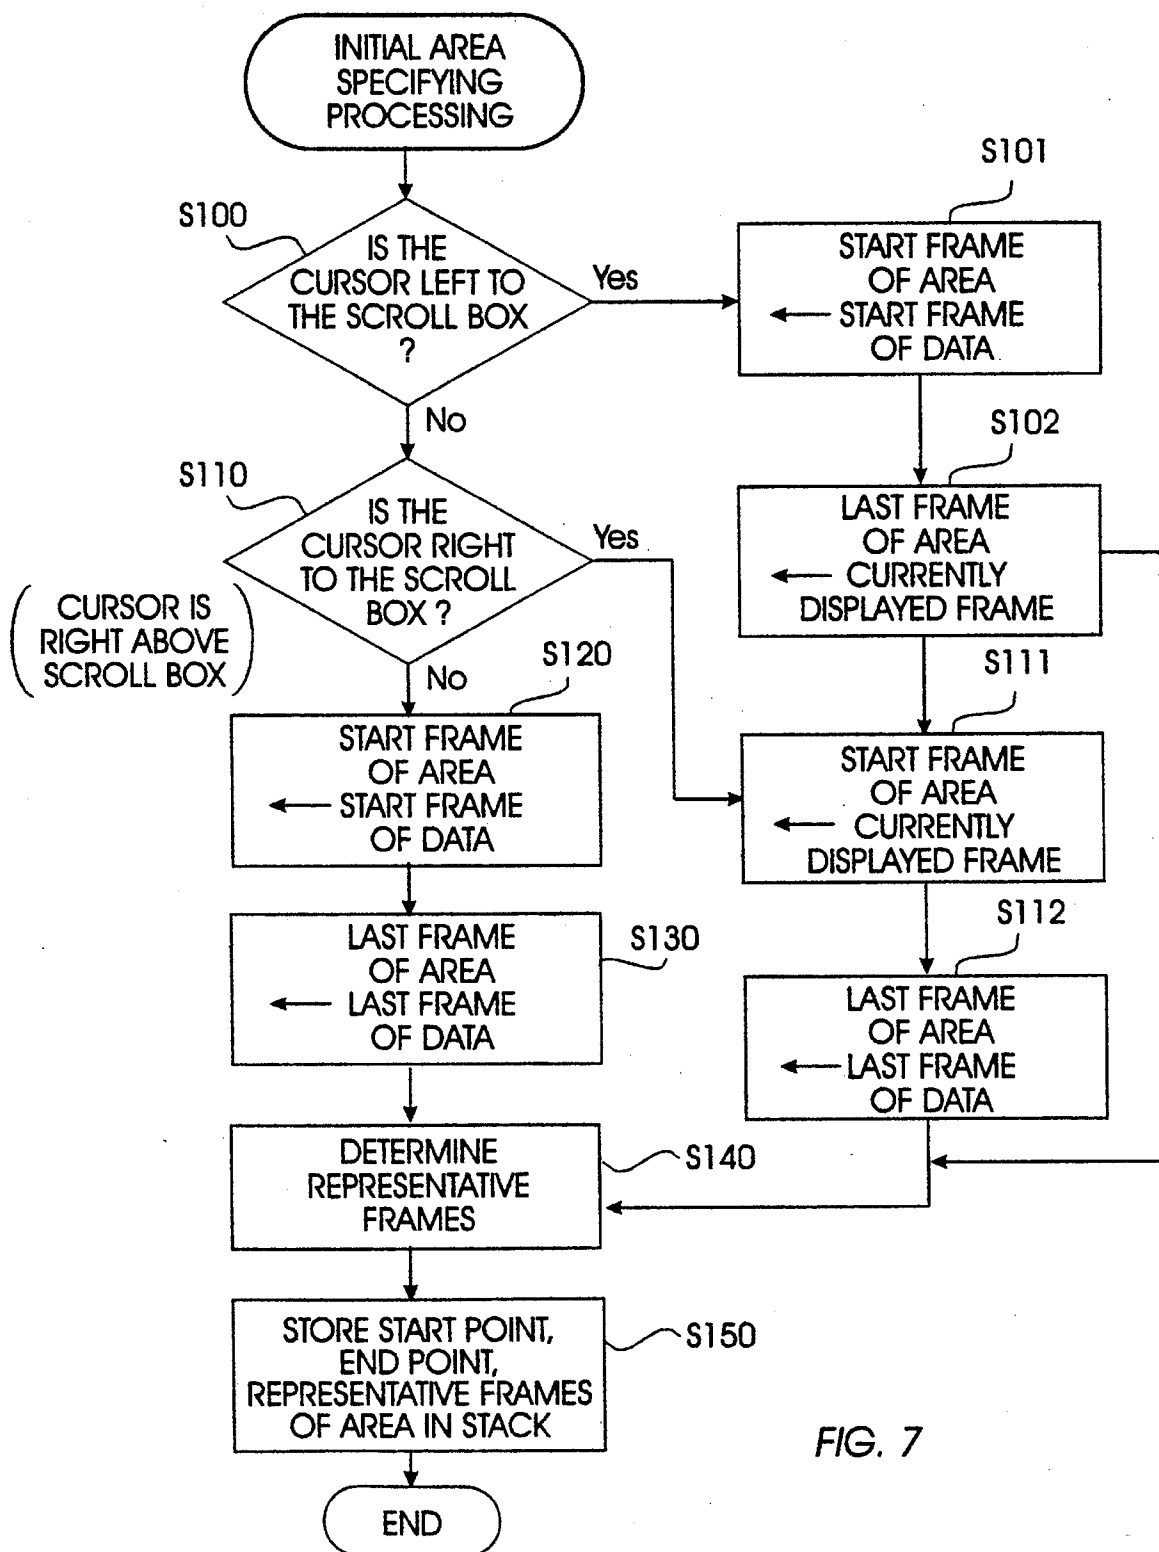 INITIAL AREA
SPECIFYING
PROCESSING
S100
IS THE
CURSOR LEFT TO
THE SCROLL BOX
?
Yes
No
S101
START FRAME
OF AREA
START FRAME
OF DATA
S102
LAST FRAME
OF AREA
CURRENTLY
DISPLAYED FRAME
S110
IS THE
CURSOR RIGHT
TO THE SCROLL
BOX ?
Yes
No
CURSOR IS
RIGHT ABOVE
SCROLL BOX
S111
START FRAME
OF AREA
CURRENTLY
DISPLAYED FRAME
S112
LAST FRAME
OF AREA
LAST FRAME
OF DATA
S120
START FRAME
OF AREA
START FRAME
OF DATA
S130
LAST FRAME
OF AREA
LAST FRAME
OF DATA
S140
DETERMINE
REPRESENTATIVE
FRAMES
S150
STORE START POINT,
END POINT,
REPRESENTATIVE FRAMES
OF AREA IN STACK
END
FIG. 7